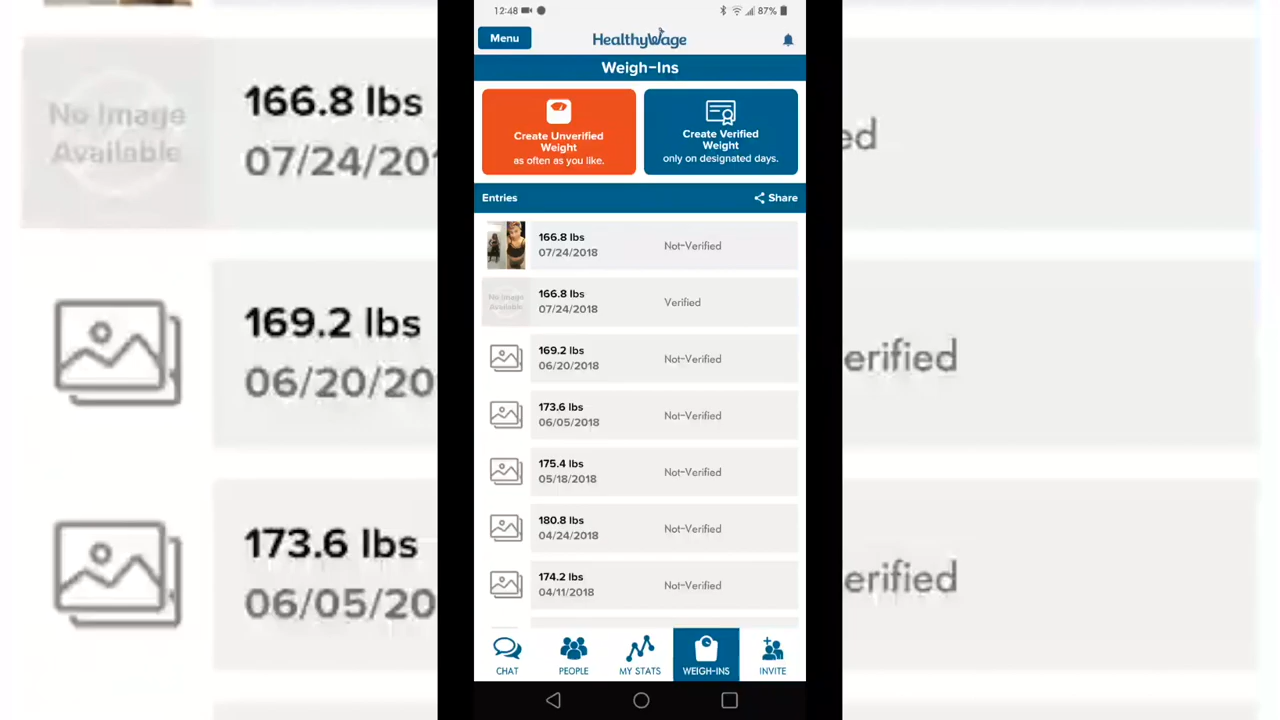 12:48
87%
Menu
HealthyWage
Weigh-Ins
Create Unverified
Weight
as often as you like.
Create Verified
Weight
only on designated days.
Entries
Share
166.8 lbs
07/24/2018
Not-Verified
No Image
Available
166.8 lbs
07/24/2018
Verified
169.2 lbs
06/20/2018
Not-Verified
173.6 lbs
06/05/2018
Not-Verified
175.4 lbs
05/18/2018
Not-Verified
180.8 lbs
04/24/2018
Not-Verified
174.2 lbs
04/11/2018
Not-Verified
CHAT
PEOPLE
MY STATS
WEIGH-INS
INVITE
No Image
Available
166.8 lbs
07/24/201
ed
169.2 lbs
06/20/20
erified
173.6 lbs
06/05/20
erified